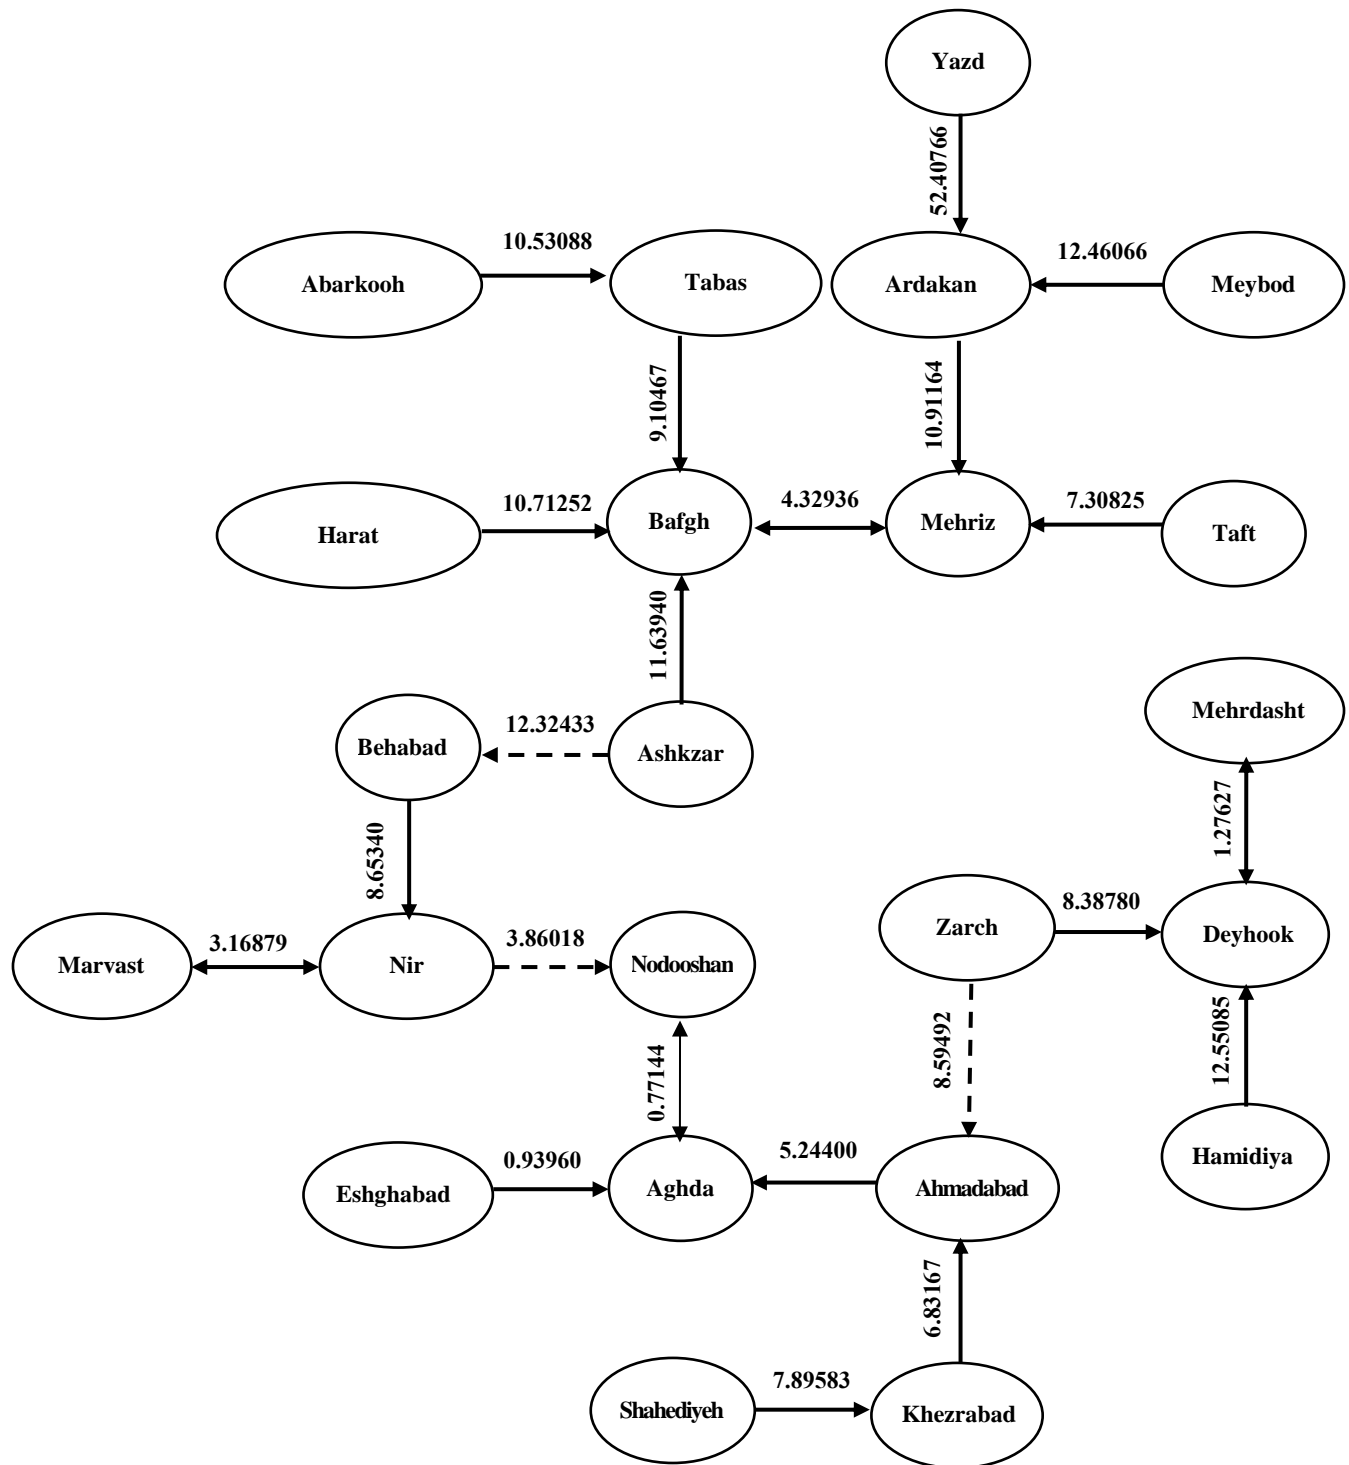 Yazd
52.40766
Abarkooh
10.53088
Tabas
Ardakan
12.46066
Meybod
9.10467
10.91164
Harat
10.71252
Bafgh
4.32936
Mehriz
7.30825
Taft
11.63940
Mehrdasht
Behabad
12.32433
Ashkzar
1.27627
8.65340
Marvast
3.16879
Nir
3.86018
Nodooshan
Zarch
8.38780
Deyhook
0.77144
8.59492
12.55085
Eshghabad
0.93960
Aghda
5.24400
Ahmadabad
Hamidiya
6.83167
Shahediyeh
7.89583
Khezrabad